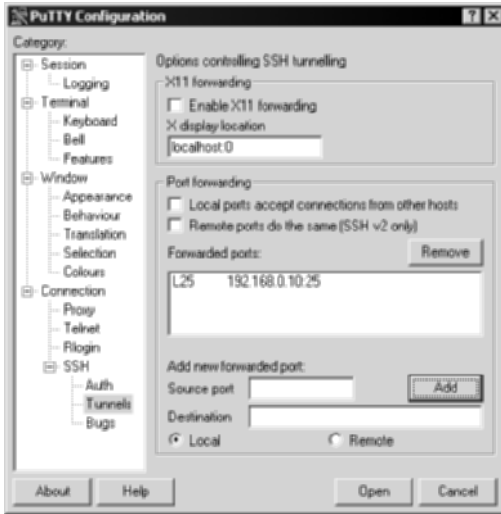 PuTTY Configuration
Category:
Session
Logging
Terminal
Keyboard
Bell
Features
Window
Appearance
Behaviour
Translation
Selection
Colours
Connection
Proxy
Telnet
Rlogin
SSH
Auth
Tunnels
Bugs
Options controlling SSH tunnelling
X11 forwarding
Enable X11 forwarding
X display location
localhost:0
Port forwarding
Local ports accept connections from other hosts
Remote ports do the same (SSH v2 only)
Forwarded ports:
Remove
L25 192.168.0.10:25
Add new forwarded port:
Source port
Add
Destination
Local Remote
About Help Open Cancel